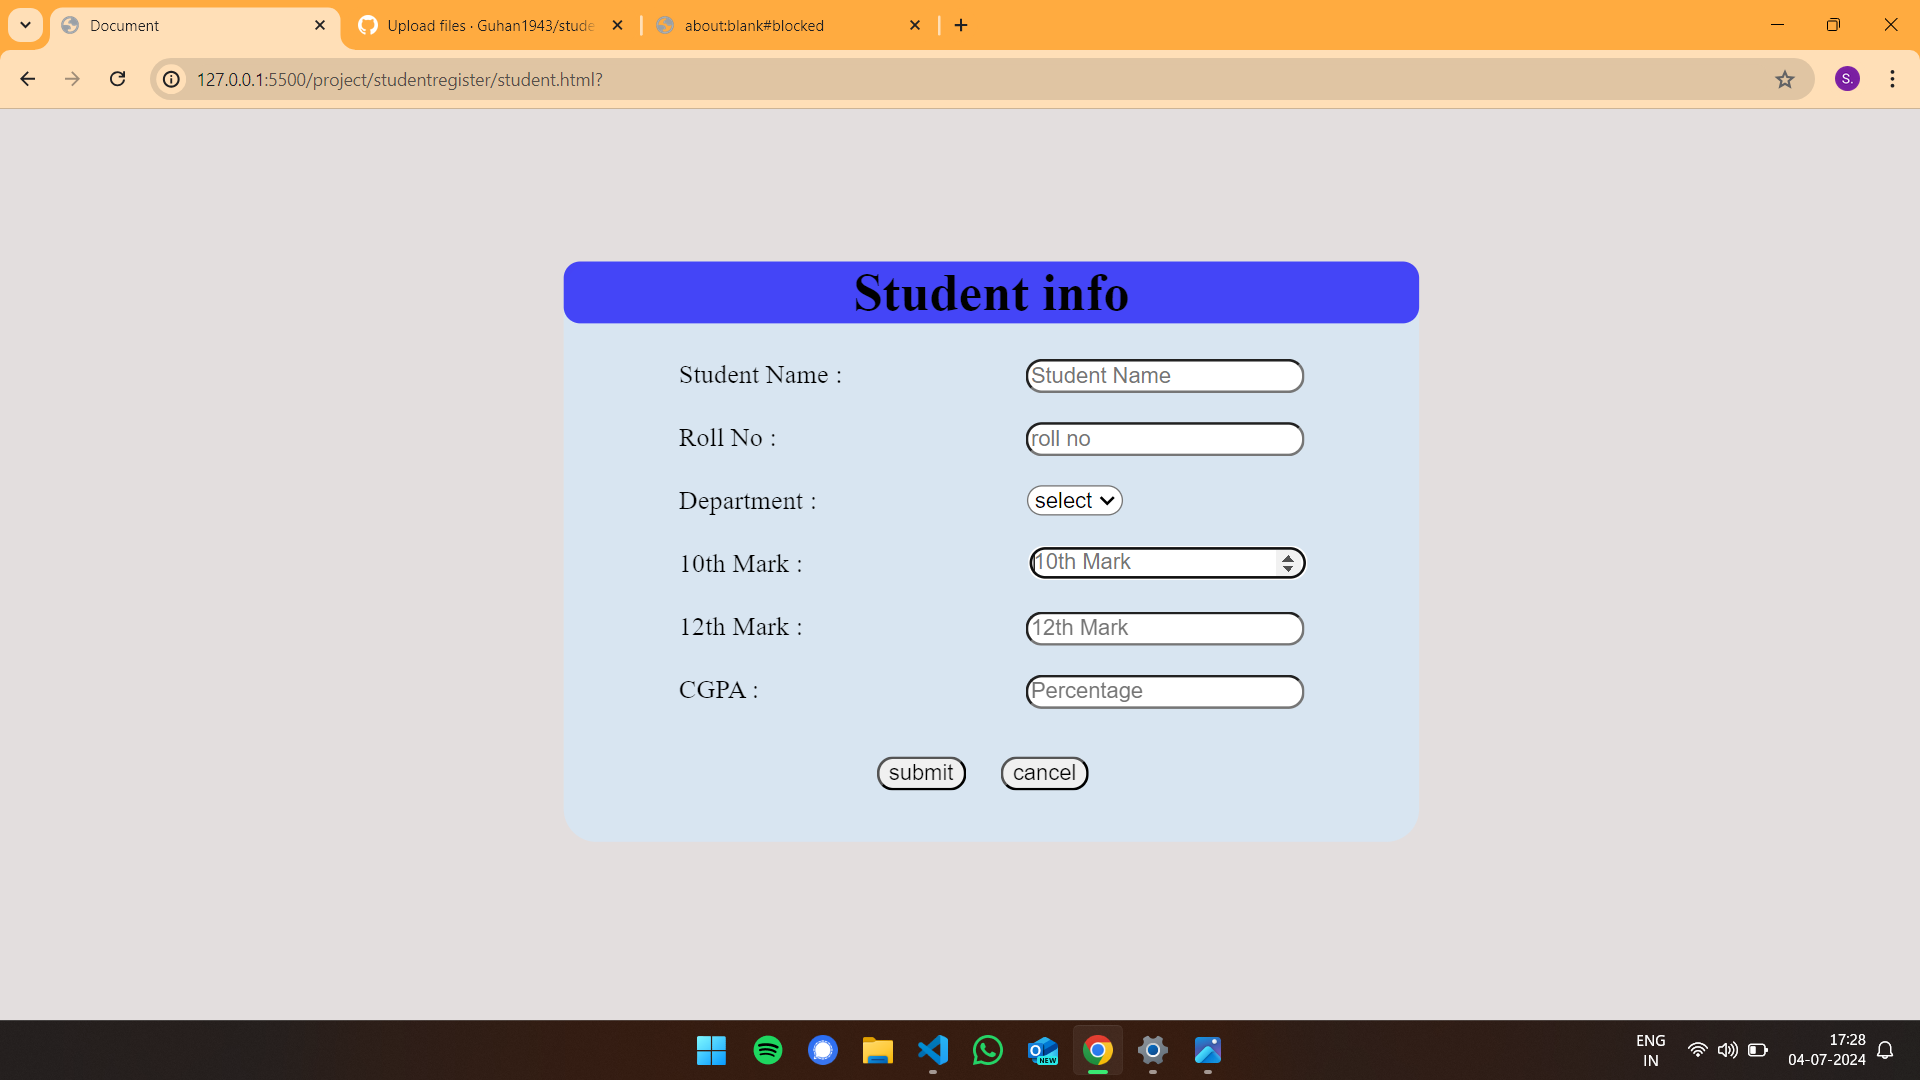 Document
Upload files · Guhan1943/stude
about:blank#blocked
127.0.0.1:5500/project/studentregister/student.html?
S.
Student info
Student Name :
Student Name
Roll No :
roll no
Department :
select
10th Mark :
10th Mark
12th Mark :
12th Mark
CGPA :
Percentage
submit
cancel
NEW
ENG
IN
17:28
04-07-2024